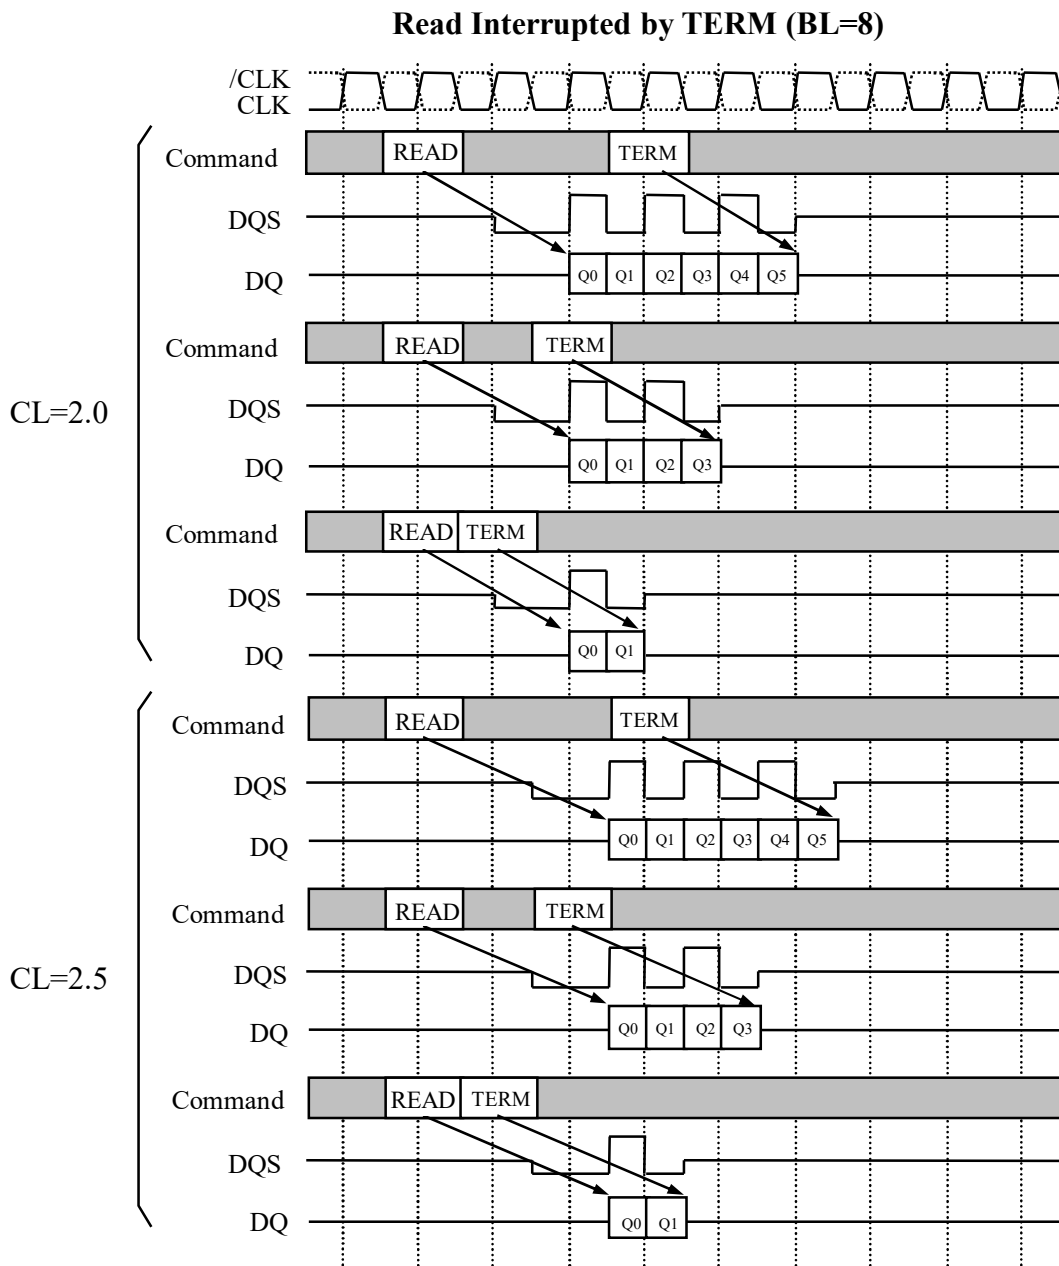 Read Interrupted by TERM (BL=8)
/CLK
CLK
Command READ TERM
DQS
DQ Q0 Q1 Q2 Q3 Q4 Q5
Command READ TERM
CL=2.0
DQS
DQ Q0 Q1 Q2 Q3
Command READ TERM
DQS
DQ Q0 Q1
Command READ TERM
DQS
DQ Q0 Q1 Q2 Q3 Q4 Q5
Command READ TERM
CL=2.5
DQS
DQ Q0 Q1 Q2 Q3
Command READ TERM
DQS
DQ Q0 Q1